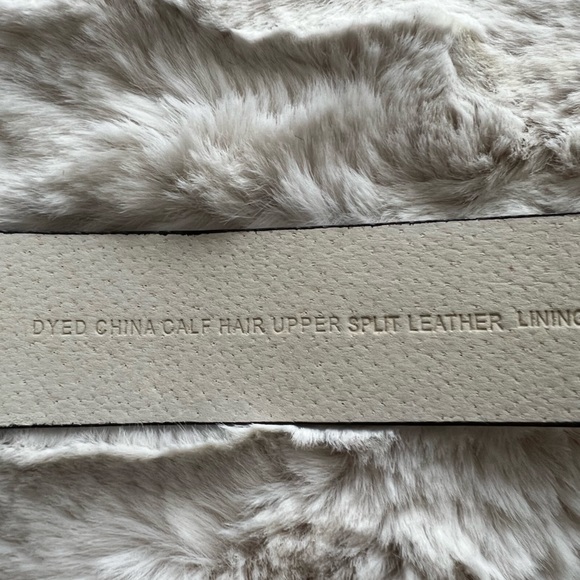 DYED CHINA CALF HAIR UPPER SPLIT LEATHER LINING